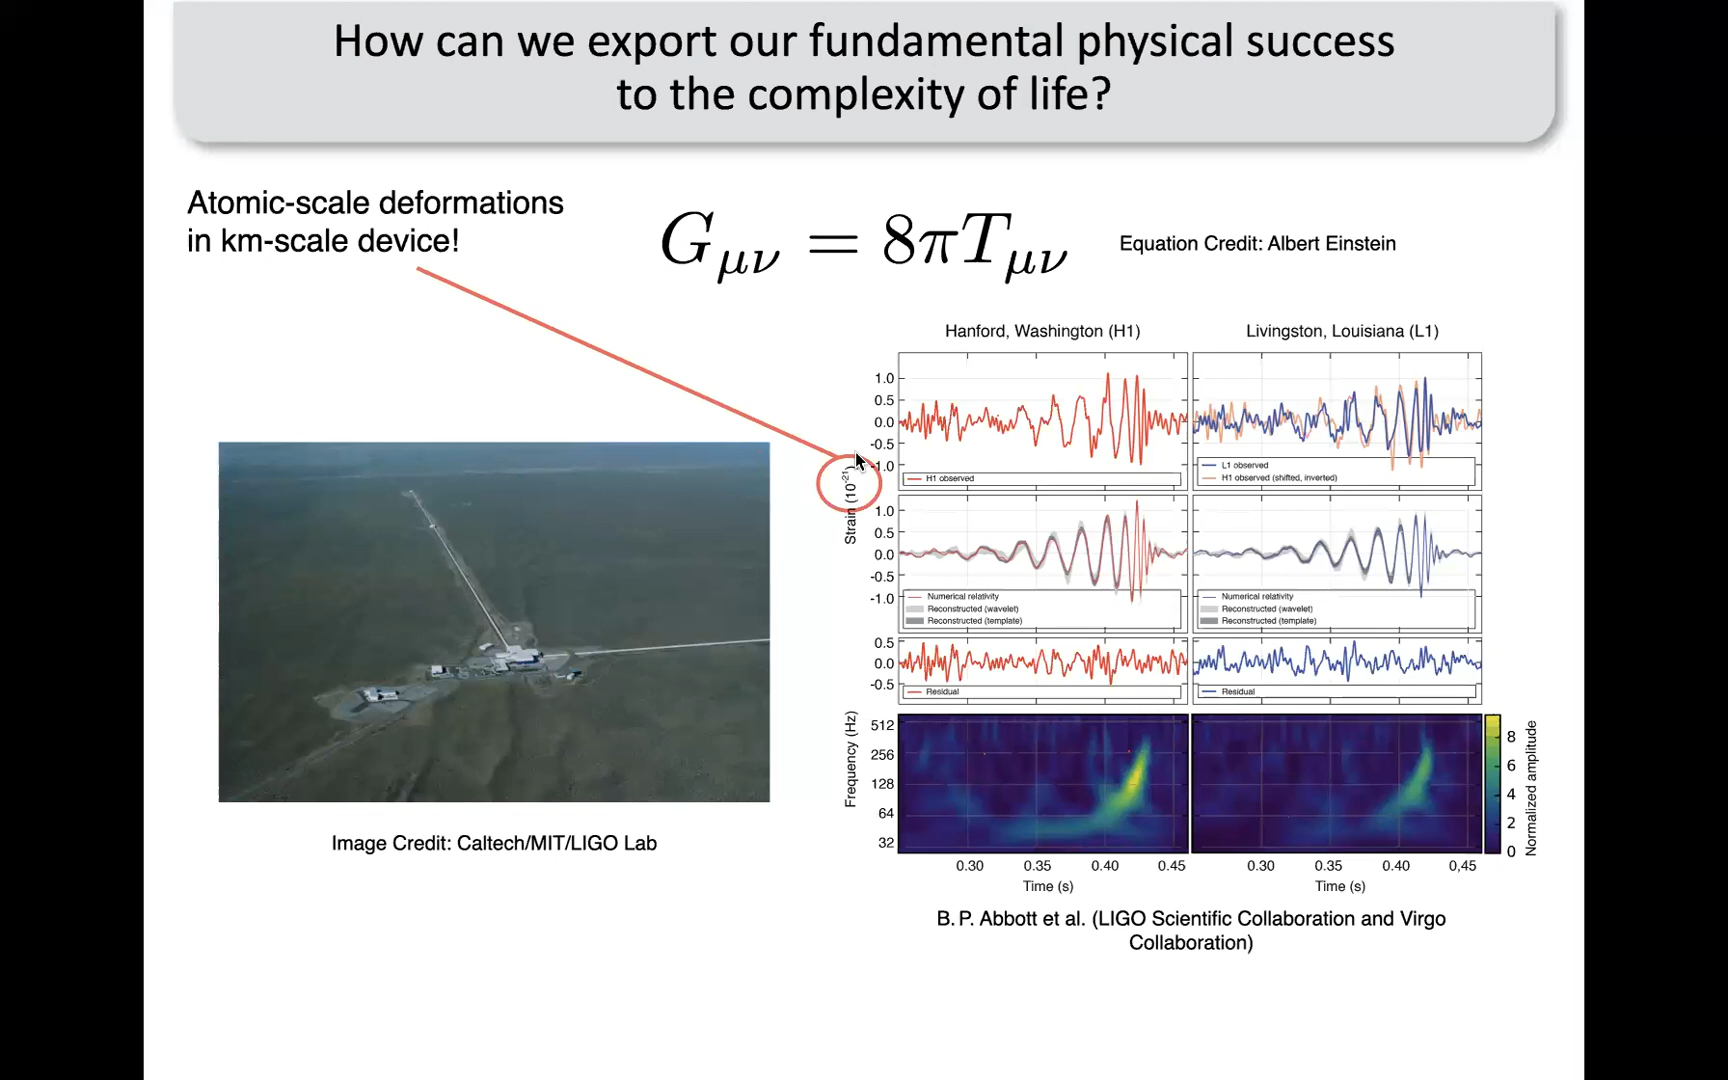 How can we export our fundamental physical success
to the complexity of life?
Atomic-scale deformations
in km-scale device!
G_{μν} = 8πT_{μν}
Equation Credit: Albert Einstein
Hanford, Washington (H1)
Livingston, Louisiana (L1)
1.0
0.5
0.0
-0.5
-1.0
H1 observed
L1 observed
H1 observed (shifted, inverted)
Strain (10⁻²¹)
1.0
0.5
0.0
-0.5
-1.0
Numerical relativity
Reconstructed (wavelet)
Reconstructed (template)
Numerical relativity
Reconstructed (wavelet)
Reconstructed (template)
0.5
0.0
-0.5
Residual
Residual
Frequency (Hz)
512
256
128
64
32
8
6
4
2
0
Normalized amplitude
0.30 0.35 0.40 0.45
0.30 0.35 0.40 0,45
Time (s)
Time (s)
Image Credit: Caltech/MIT/LIGO Lab
B. P. Abbott et al. (LIGO Scientific Collaboration and Virgo
Collaboration)